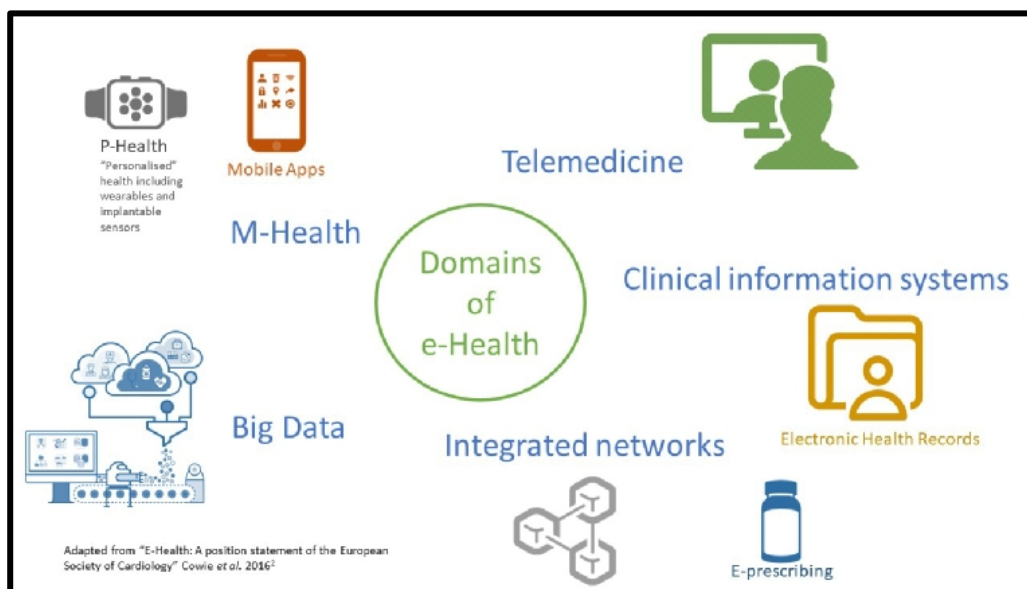 P-Health
"Personalised"
health including
wearables and
implantable
sensors
Mobile Apps
M-Health
Telemedicine
Domains
of
e-Health
Clinical information systems
Electronic Health Records
Big Data
Integrated networks
E-prescribing
Adapted from "E-Health: A position statement of the European
Society of Cardiology" Cowie et al. 2016²